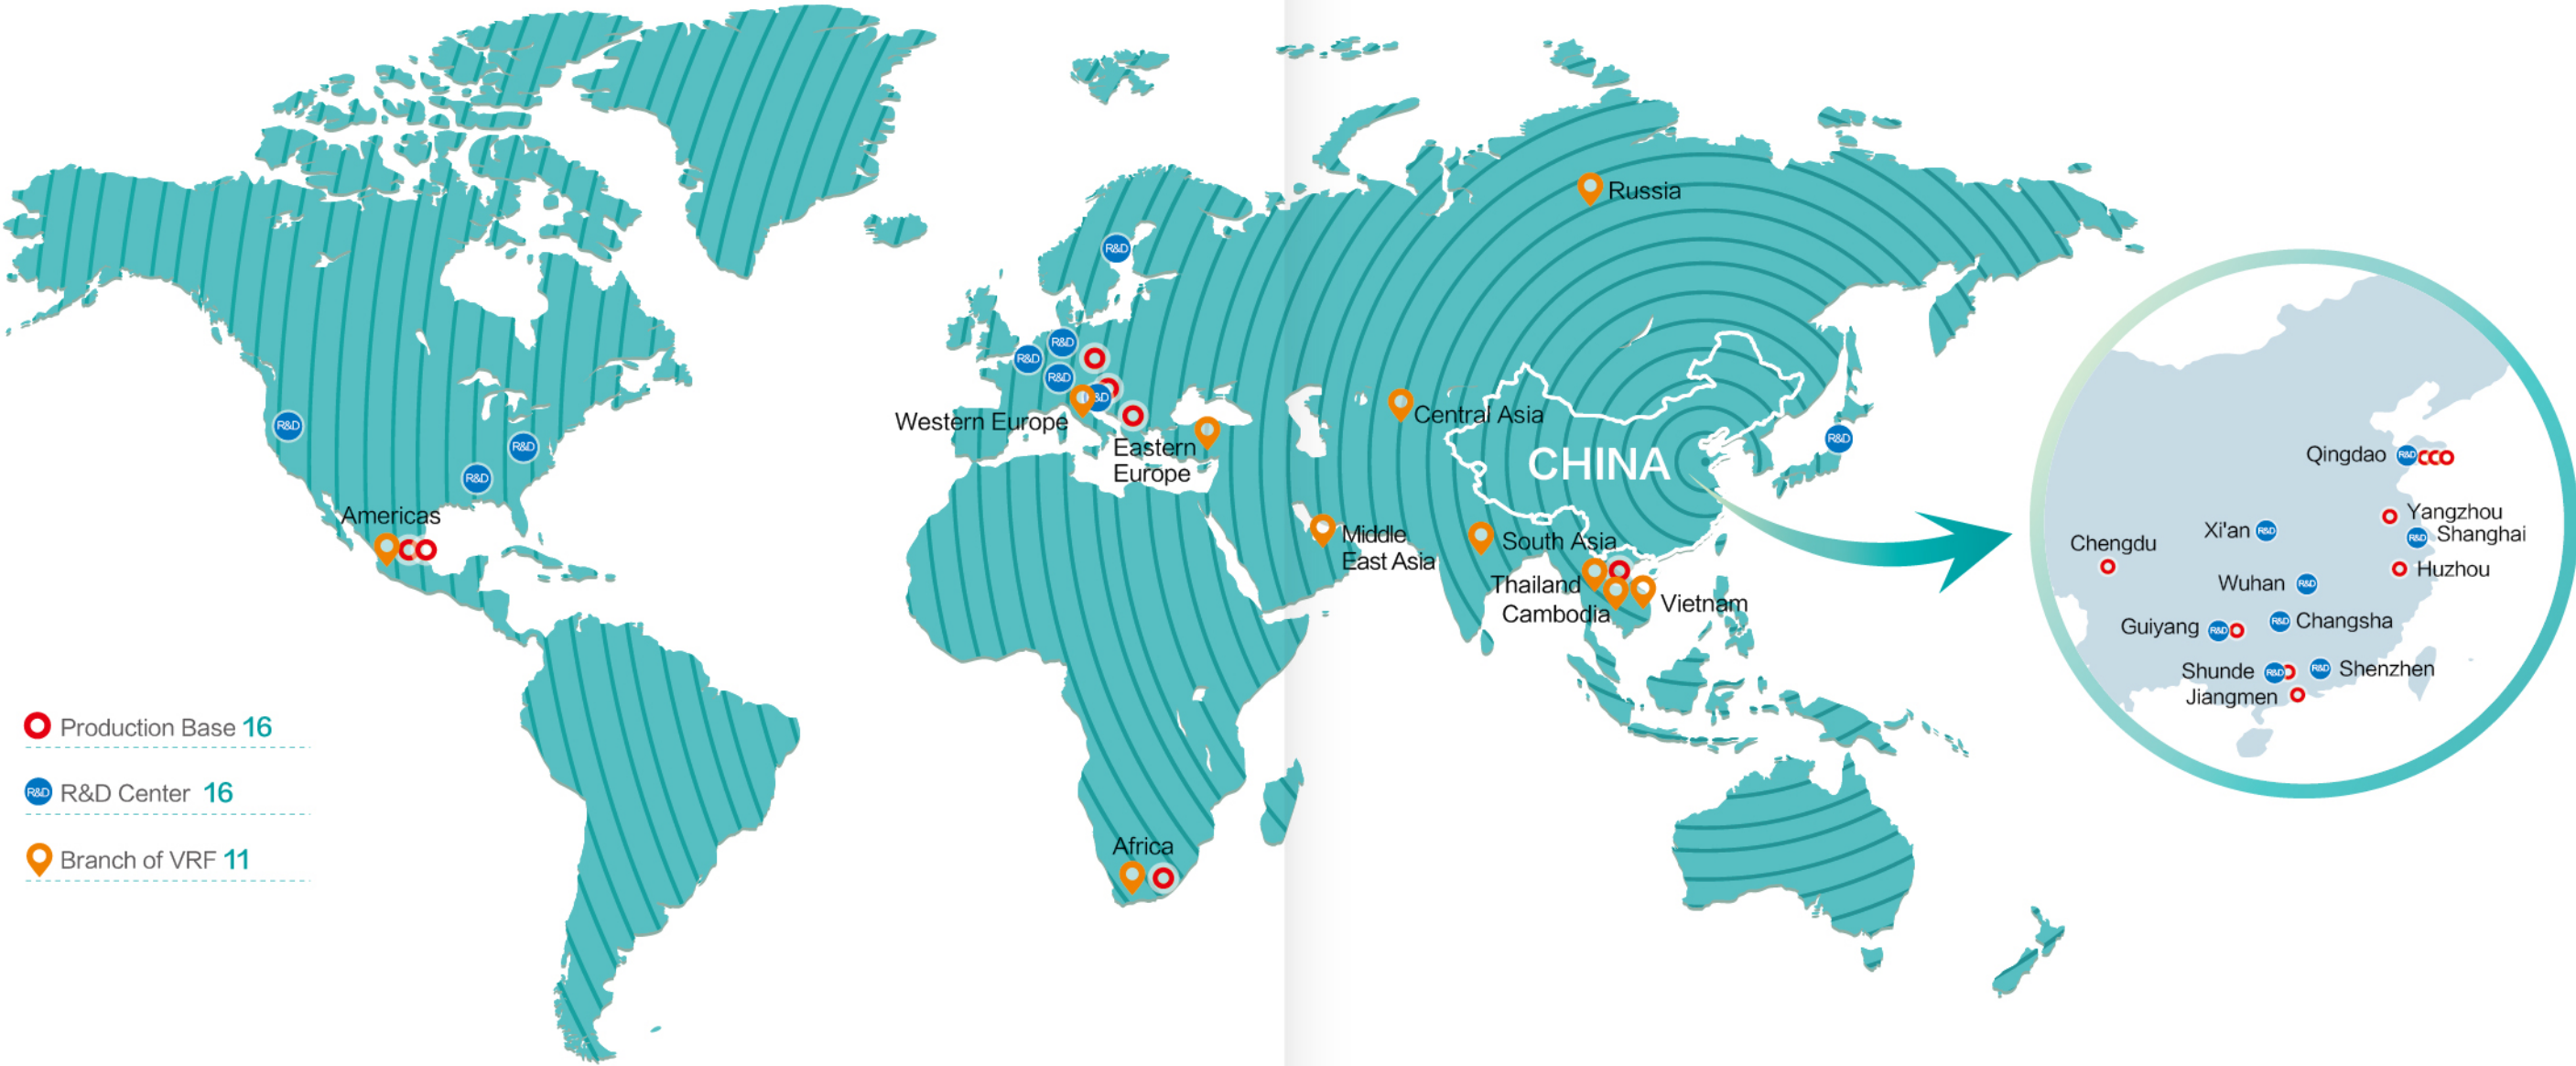 Russia
R&D
R&D
R&D
R&D
&D
Western Europe
Eastern
Europe
Central Asia
CHINA
R&D
R&D
R&D
R&D
Americas
Middle
East Asia
South Asia
Thailand
Cambodia
Vietnam
Africa
Qingdao R&D
Yangzhou
Xi'an R&D
R&D Shanghai
Chengdu
Huzhou
Wuhan R&D
Guiyang R&D
R&D Changsha
Shunde R&D
R&D Shenzhen
Jiangmen
Production Base 16
R&D R&D Center 16
Branch of VRF 11